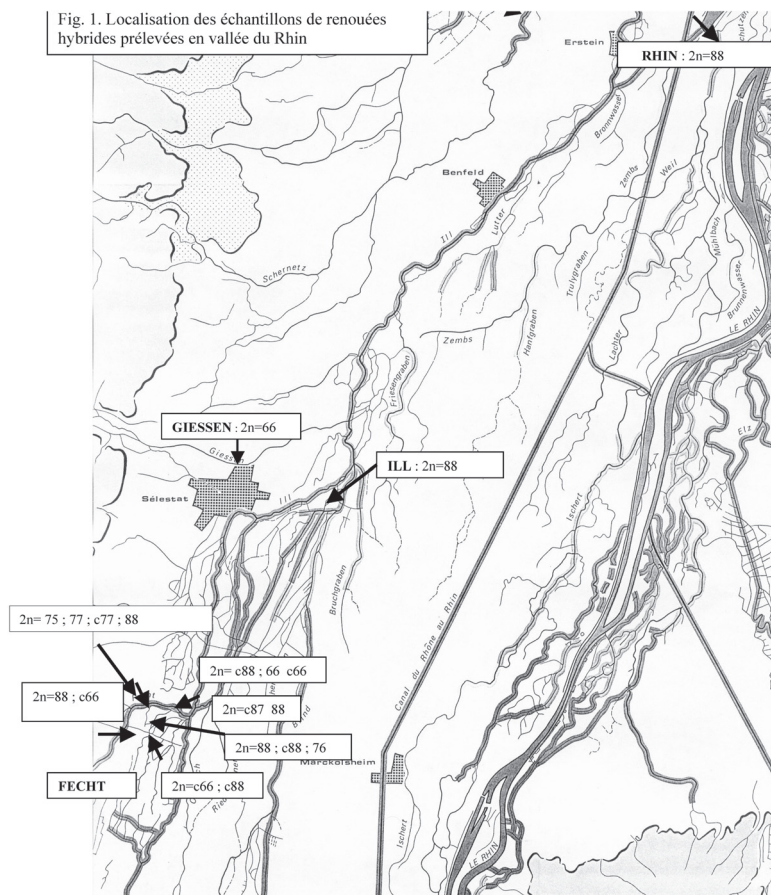 Fig. 1. Localisation des échantillons de renouées
hybrides prélevées en vallée du Rhin
Erstein
RHIN : 2n=88
Bronnwasser
Zembs
Weil
Benfeld
Ill
Lutter
Mühlbach
Trulygraben
Brunnenwasser
Schernetz
LE RHIN
Hanfgraben
Zembs
Lachter
Friesengraben
GIESSEN : 2n=66
Giessen
Elz
ILL : 2n=88
Ill
Sélestat
Ischert
Bruchgraben
2n= 75 ; 77 ; c77 ; 88
Canal du Rhône au Rhin
2n= c88 ; 66 c66
2n=88 ; c66
2n=c87 88
2n=88 ; c88 ; 76
Marckolsheim
FECHT
2n=c66 ; c88
Ischert
LE RHIN